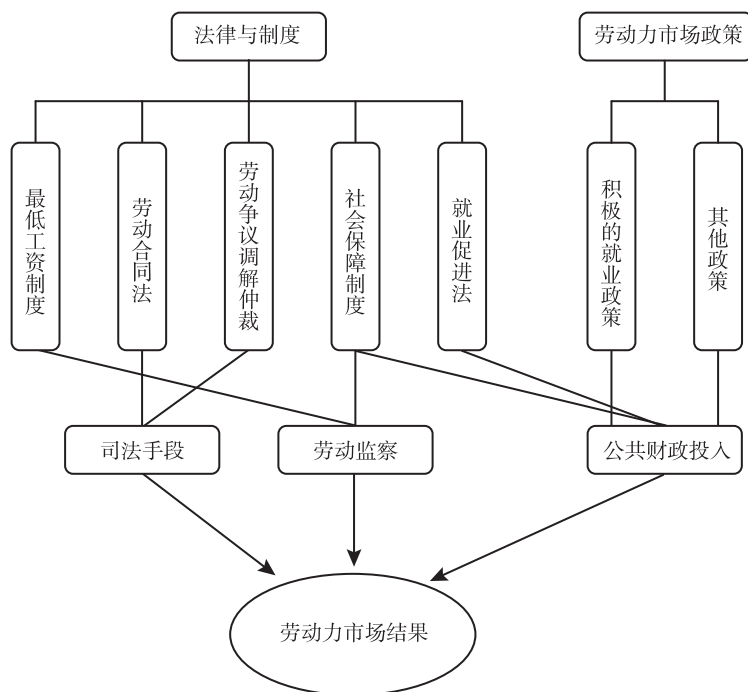 法律与制度
劳动力市场政策
最低工资制度
劳动合同法
劳动争议调解仲裁
社会保障制度
就业促进法
积极的就业政策
其他政策
司法手段
劳动监察
公共财政投入
劳动力市场结果